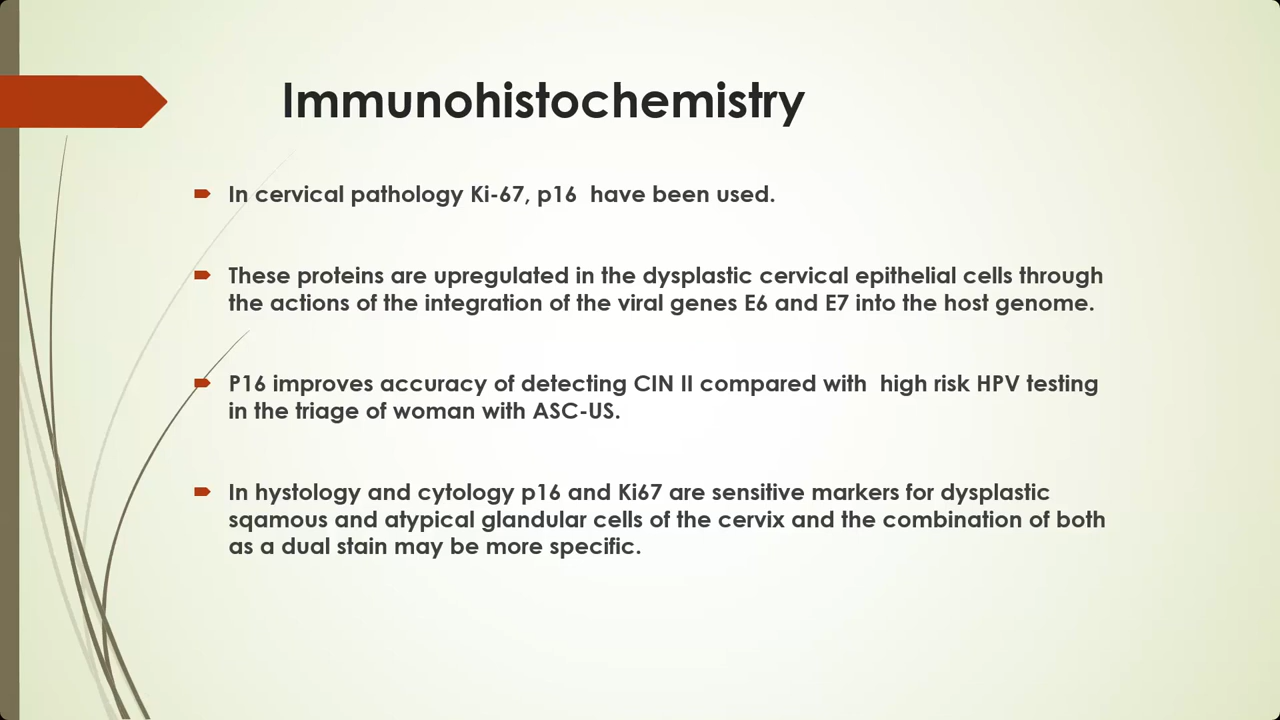 Immunohistochemistry
In cervical pathology Ki-67, p16  have been used.
These proteins are upregulated in the dysplastic cervical epithelial cells through
the actions of the integration of the viral genes E6 and E7 into the host genome.
P16 improves accuracy of detecting CIN II compared with  high risk HPV testing
in the triage of woman with ASC-US.
In hystology and cytology p16 and Ki67 are sensitive markers for dysplastic
sqamous and atypical glandular cells of the cervix and the combination of both
as a dual stain may be more specific.